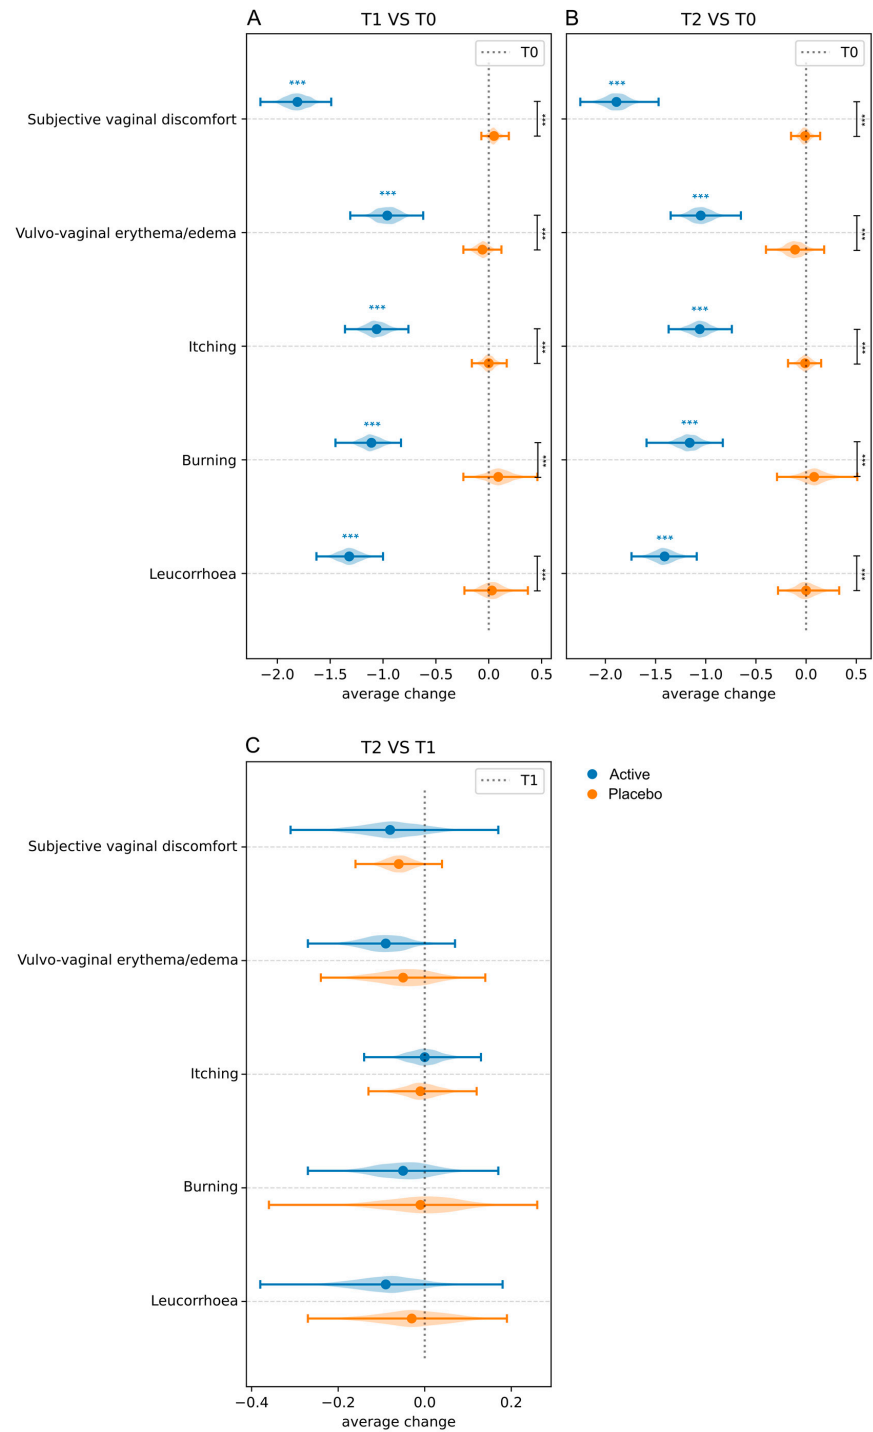 A
T1 VS T0
T0
Subjective vaginal discomfort
***
***
Vulvo-vaginal erythema/edema
***
***
Itching
***
***
Burning
***
***
Leucorrhoea
***
***
−2.0 −1.5 −1.0 −0.5 0.0 0.5
average change
B
T2 VS T0
T0
***
***
***
***
***
***
***
***
***
***
−2.0 −1.5 −1.0 −0.5 0.0 0.5
average change
C
T2 VS T1
T1
Subjective vaginal discomfort
Vulvo-vaginal erythema/edema
Itching
Burning
Leucorrhoea
−0.4 −0.2 0.0 0.2
average change
Active
Placebo